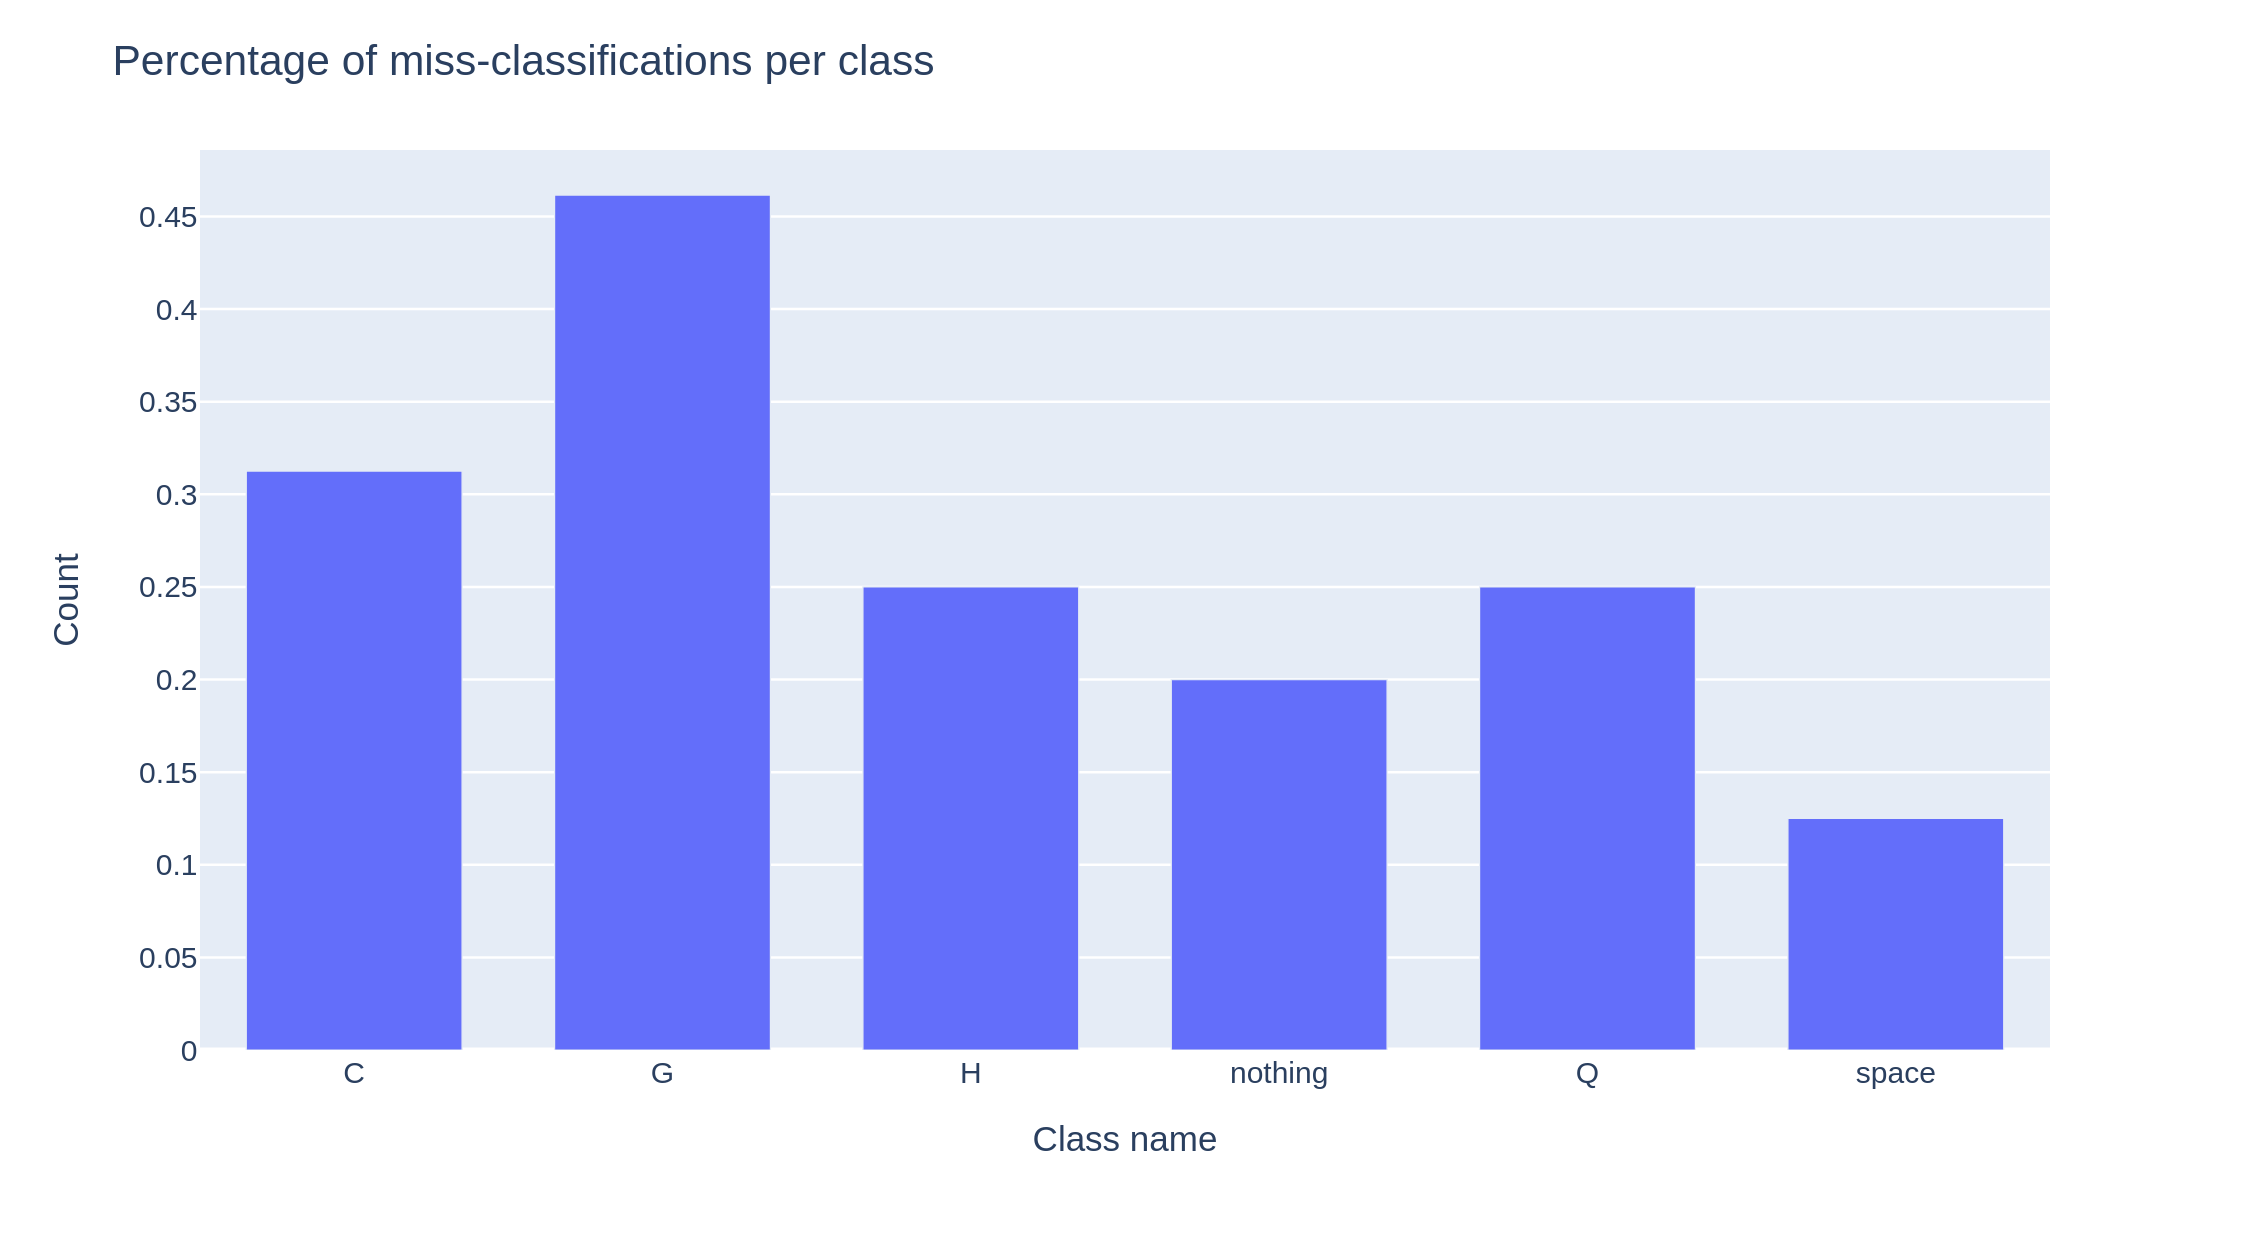 Percentage of miss-classifications per class
0.45
0.4
0.35
0.3
0.25
0.2
0.15
0.1
0.05
0
Count
C G H nothing Q space
Class name